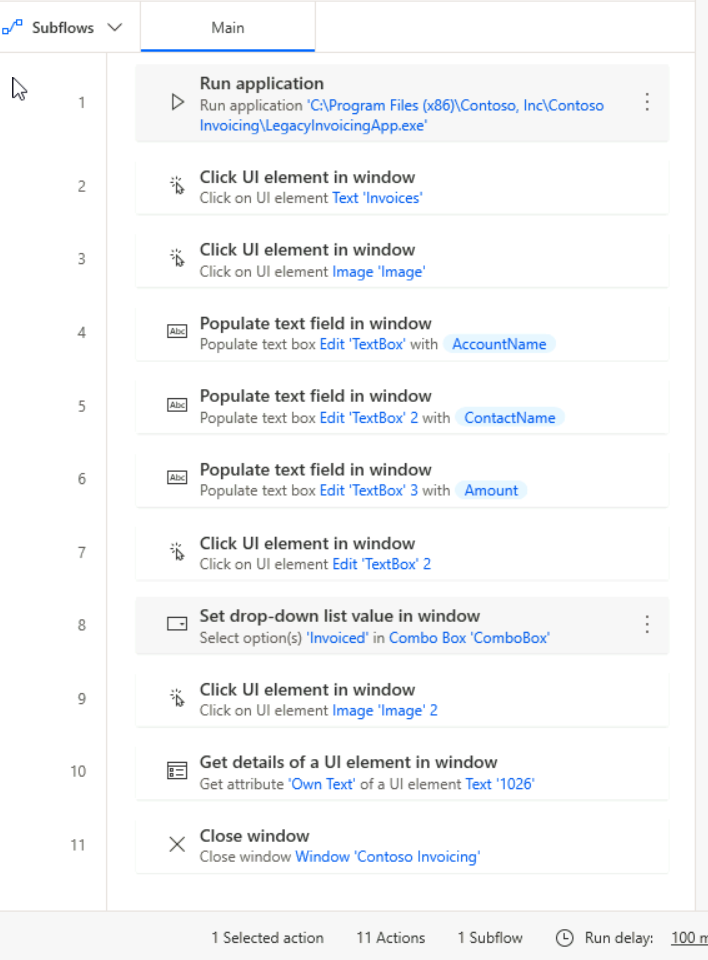 Subflows
Main
1
Run application
Run application 'C:\Program Files (x86)\Contoso, Inc\Contoso
Invoicing\LegacyInvoicingApp.exe'
2
Click UI element in window
Click on UI element Text 'Invoices'
3
Click UI element in window
Click on UI element Image 'Image'
4
Abc
Populate text field in window
Populate text box Edit 'TextBox' with AccountName
5
Abc
Populate text field in window
Populate text box Edit 'TextBox' 2 with ContactName
6
Abc
Populate text field in window
Populate text box Edit 'TextBox' 3 with Amount
7
Click UI element in window
Click on UI element Edit 'TextBox' 2
8
Set drop-down list value in window
Select option(s) 'Invoiced' in Combo Box 'ComboBox'
9
Click UI element in window
Click on UI element Image 'Image' 2
10
Get details of a UI element in window
Get attribute 'Own Text' of a UI element Text '1026'
11
Close window
Close window Window 'Contoso Invoicing'
1 Selected action 11 Actions 1 Subflow Run delay: 100 m